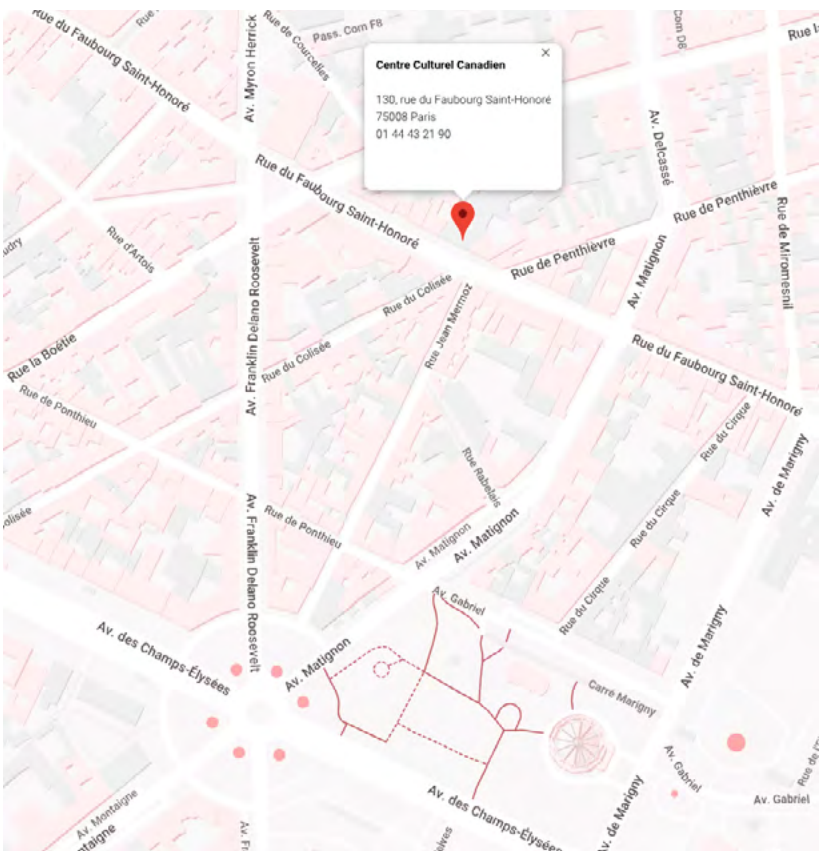 Rue du Faubourg Saint-Honoré
Rue
Av. Myron Herrick
Rue de Courcelles
Pass. Com F8
Com D8
Centre Culturel Canadien
×
130, rue du Faubourg Saint-Honoré
75008 Paris
01 44 43 21 90
Av. Delcassé
Rue du Faubourg Saint-Honoré
Rue de Penthièvre
Rue de Penthièvre
Rue de Miromesnil
Rue d'Artois
Av. Franklin Delano Roosevelt
Rue du Colisée
Rue Jean Mermoz
Av. Matignon
Rue la Boétie
Rue du Colisée
Rue du Faubourg Saint-Honoré
Rue de Ponthieu
Rue du Cirque
Rue Rabelais
Av. de Marigny
Colisée
Av. Franklin Delano Roosevelt
Rue de Ponthieu
Av. Matignon
Av. Matignon
Rue du Cirque
Av. Gabriel
Rue du Cirque
Av. des Champs-Élysées
Av. Matignon
Av. de Marigny
Carré Marigny
Av. Gabriel
Av. Gabriel
Av. Montaigne
Av. des Champs-Élysées
Av. de Marigny